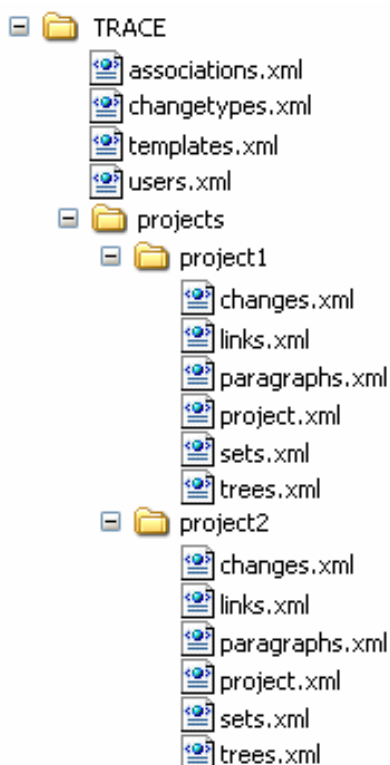 TRACE
associations.xml
changetypes.xml
templates.xml
users.xml
projects
project1
changes.xml
links.xml
paragraphs.xml
project.xml
sets.xml
trees.xml
project2
changes.xml
links.xml
paragraphs.xml
project.xml
sets.xml
trees.xml